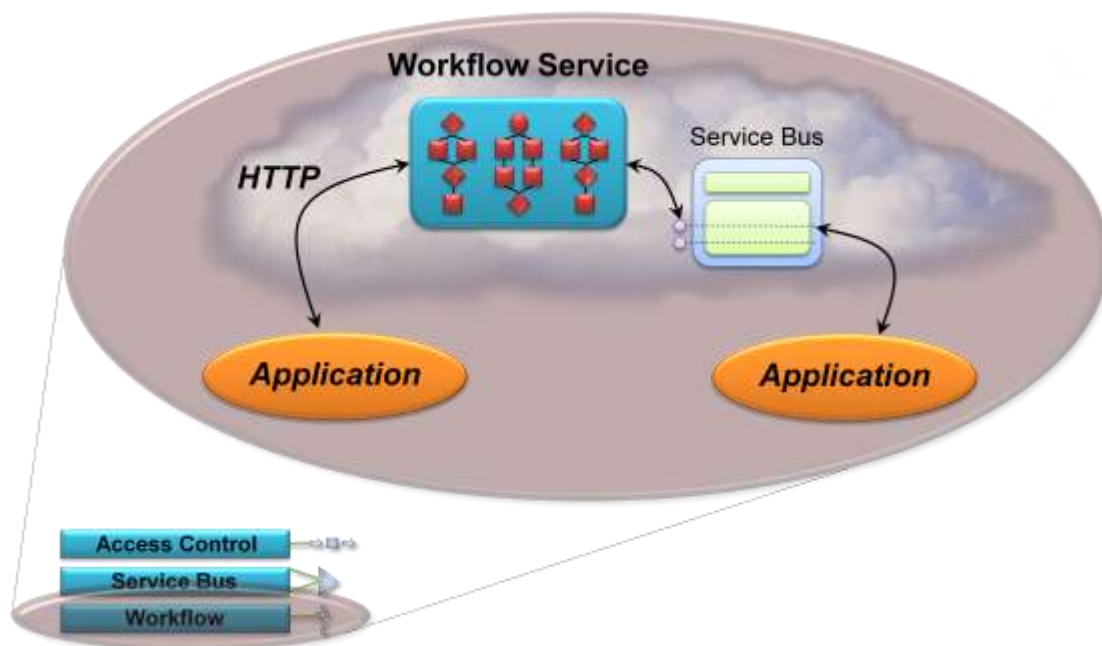 Workflow Service
Service Bus
HTTP
Application
Application
Access Control
Service Bus
Workflow